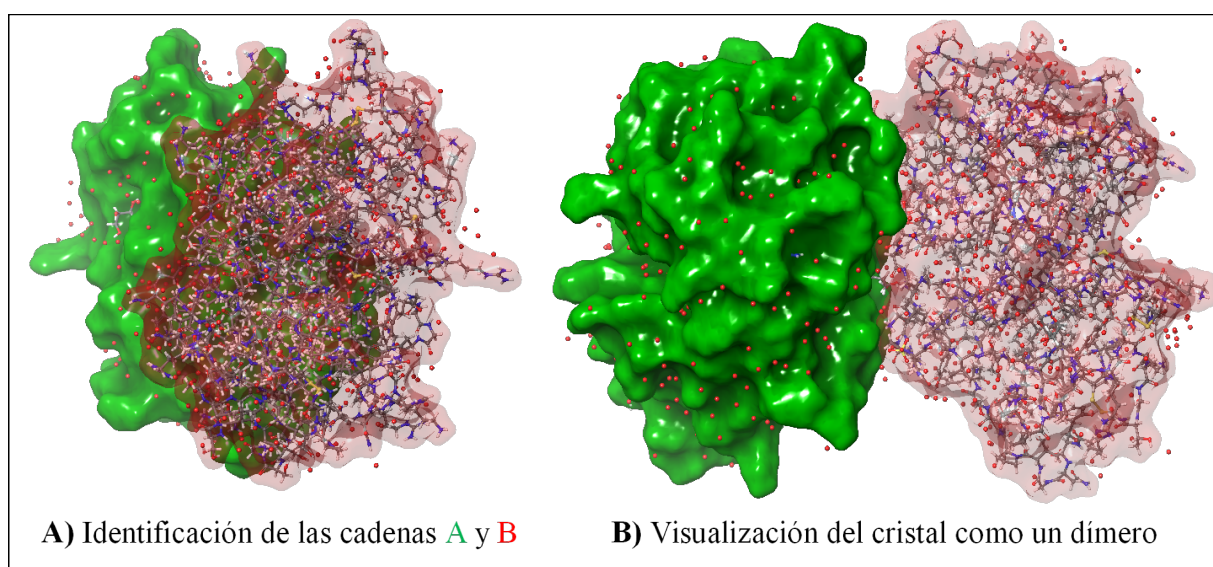 A) Identificación de las cadenas A y B
B) Visualización del cristal como un dímero